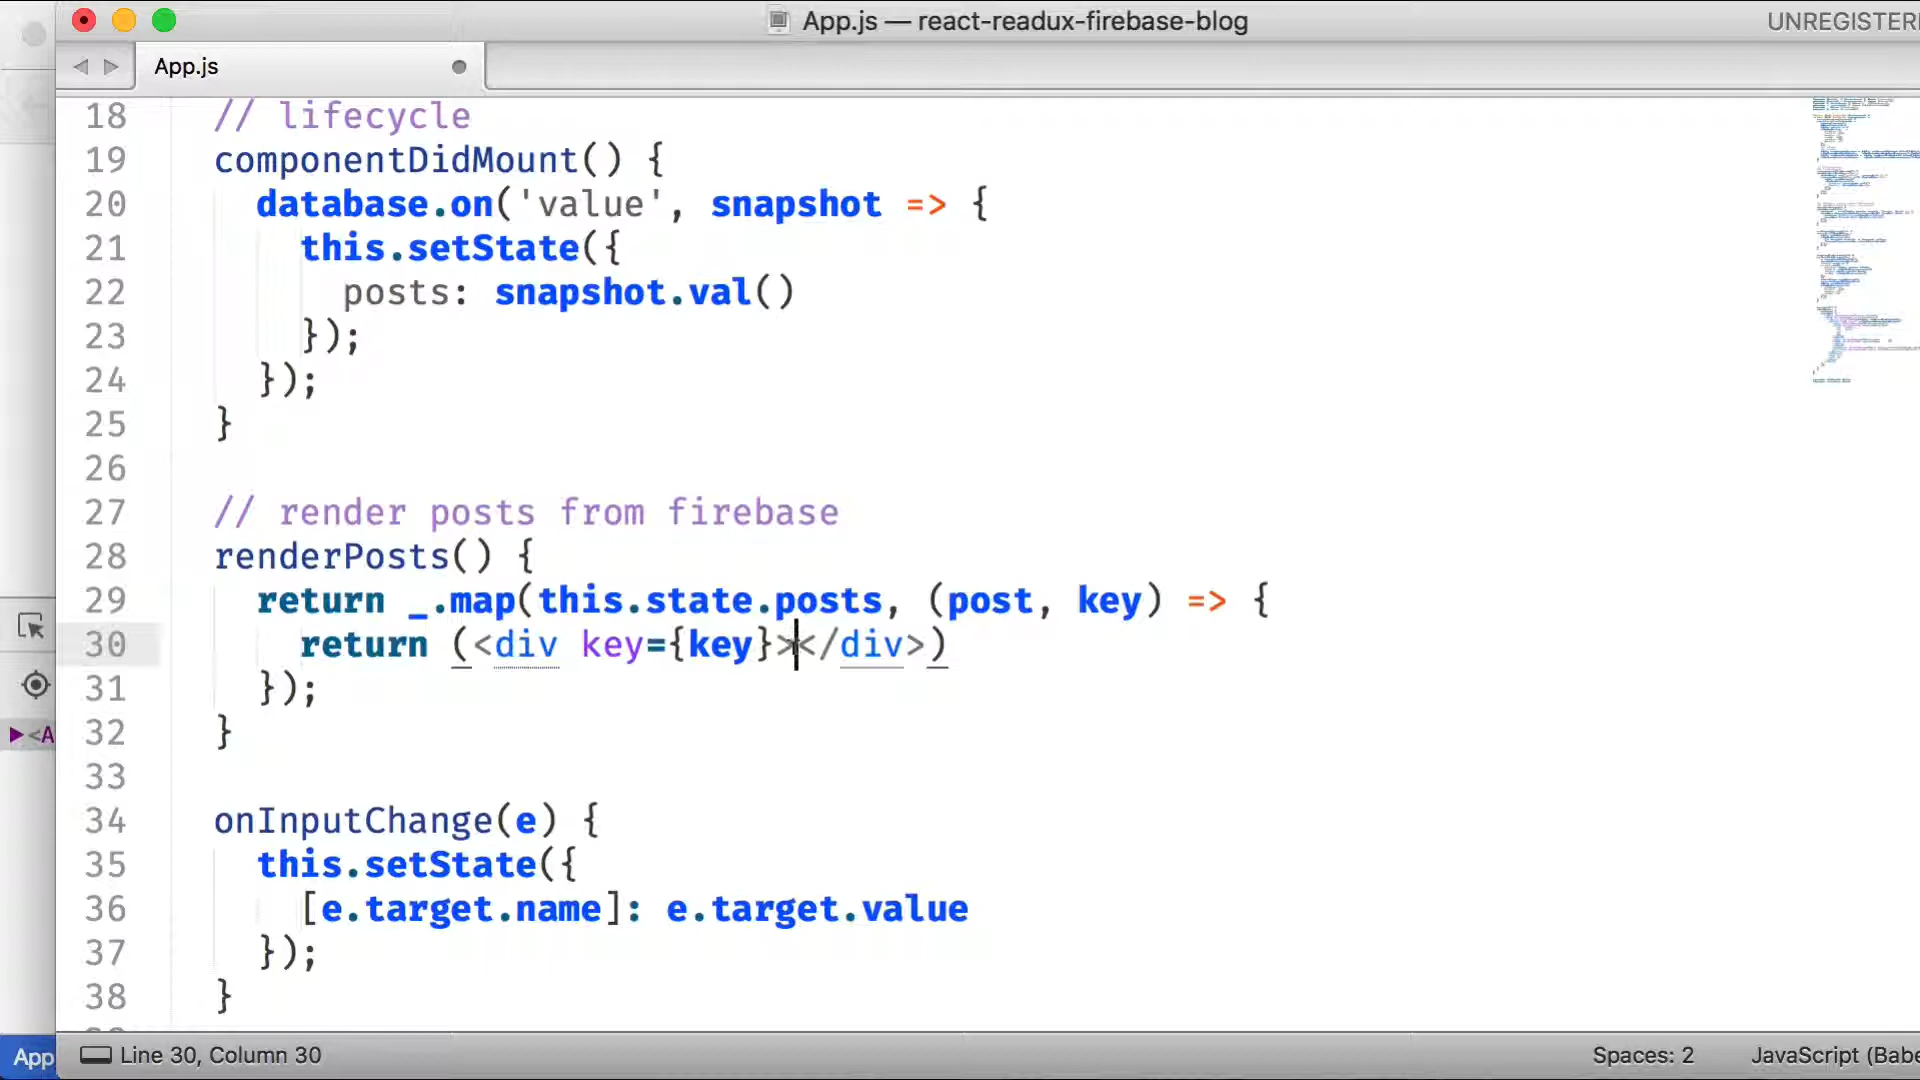 App.js — react-readux-firebase-blog
UNREGISTER
App.js
18 // lifecycle
19 componentDidMount() {
20 database.on('value', snapshot => {
21 this.setState({
22 posts: snapshot.val()
23 });
24 });
25 }
26
27 // render posts from firebase
28 renderPosts() {
29 return _.map(this.state.posts, (post, key) => {
30 return (<div key={key}></div>)
31 });
32 }
33
34 onInputChange(e) {
35 this.setState({
36 [e.target.name]: e.target.value
37 });
38 }
<A
App
Line 30, Column 30
Spaces: 2
JavaScript (Babe